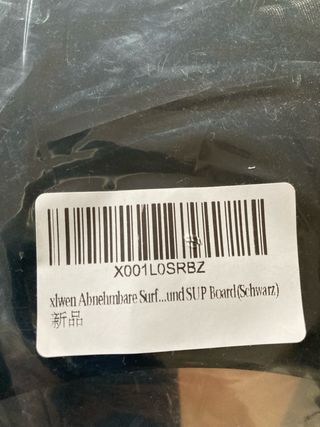 X001L0SRBZ
xlwen Abnehmbare Surf...und SUP Board(Schwarz)
新品